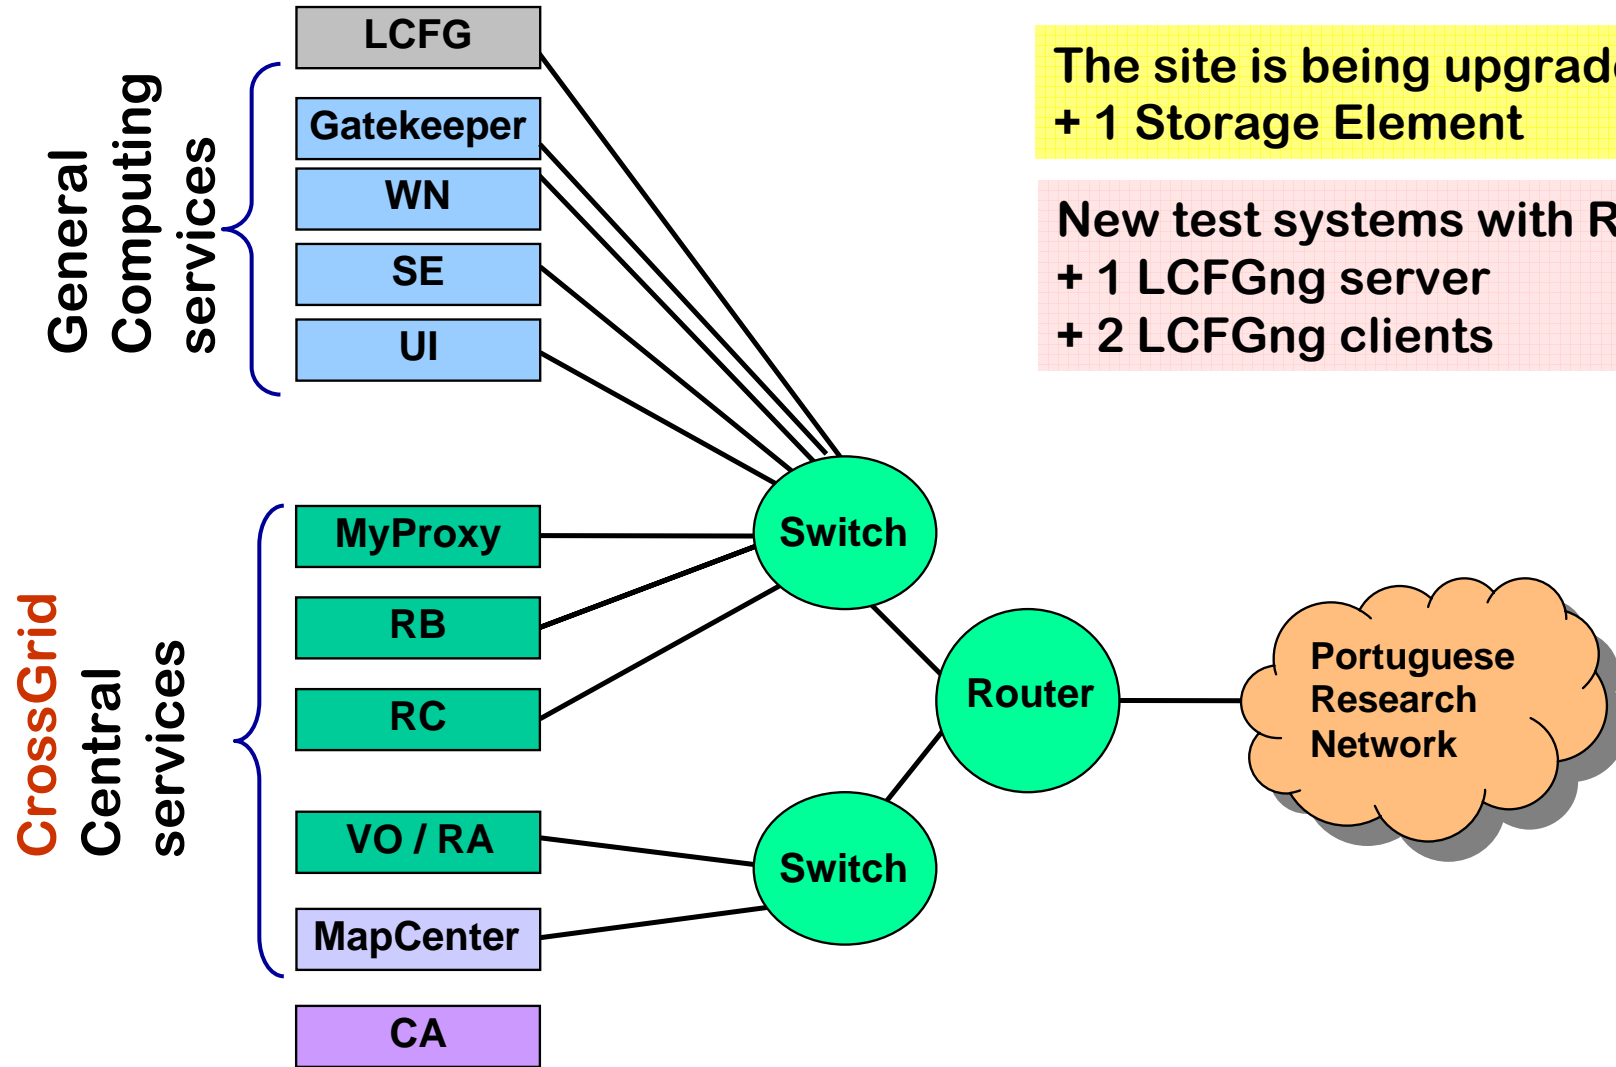 LCFG
Gatekeeper
WN
SE
UI
General
Computing
services
The site is being
+ 1 Storage Element
New test systems with
+ 1 LCFGng server
+ 2 LCFGng clients
MyProxy
RB
RC
VO / RA
MapCenter
CA
CrossGrid
Central
services
Switch
Switch
Router
Portuguese
Research
Network